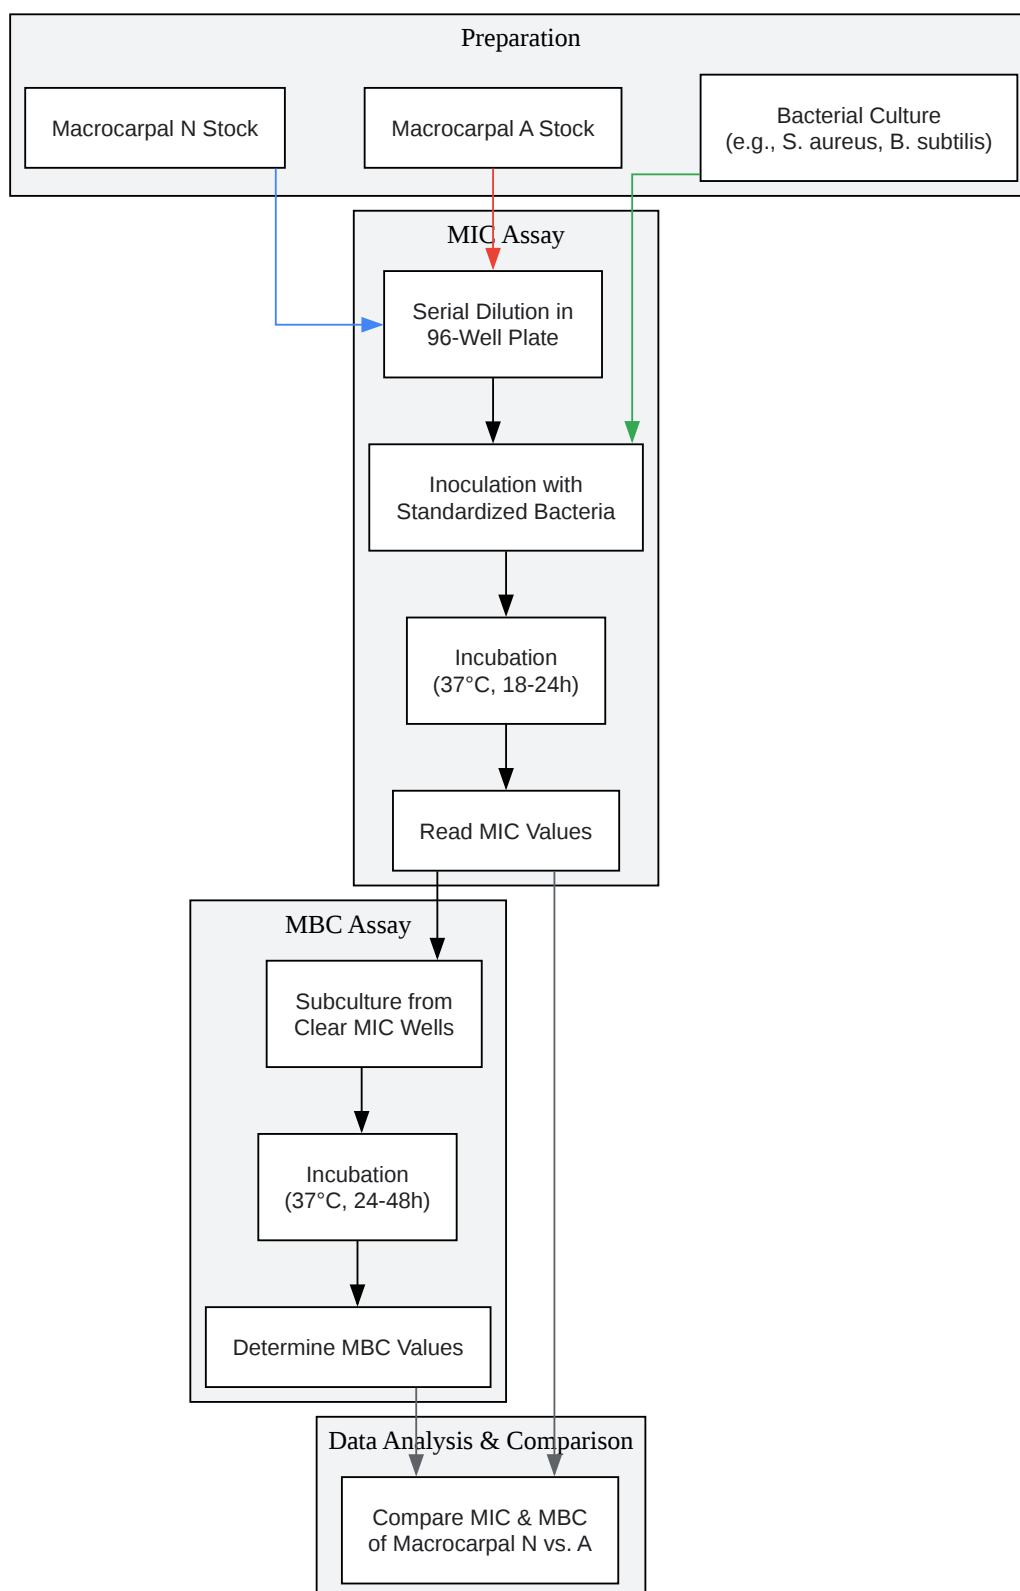 Preparation
Macrocarpal N Stock
Macrocarpal A Stock
Bacterial Culture
(e.g., S. aureus, B. subtilis)
MIC Assay
Serial Dilution in
96-Well Plate
Inoculation with
Standardized Bacteria
Incubation
(37°C, 18-24h)
Read MIC Values
MBC Assay
Subculture from
Clear MIC Wells
Incubation
(37°C, 24-48h)
Determine MBC Values
Data Analysis & Comparison
Compare MIC & MBC
of Macrocarpal N vs. A